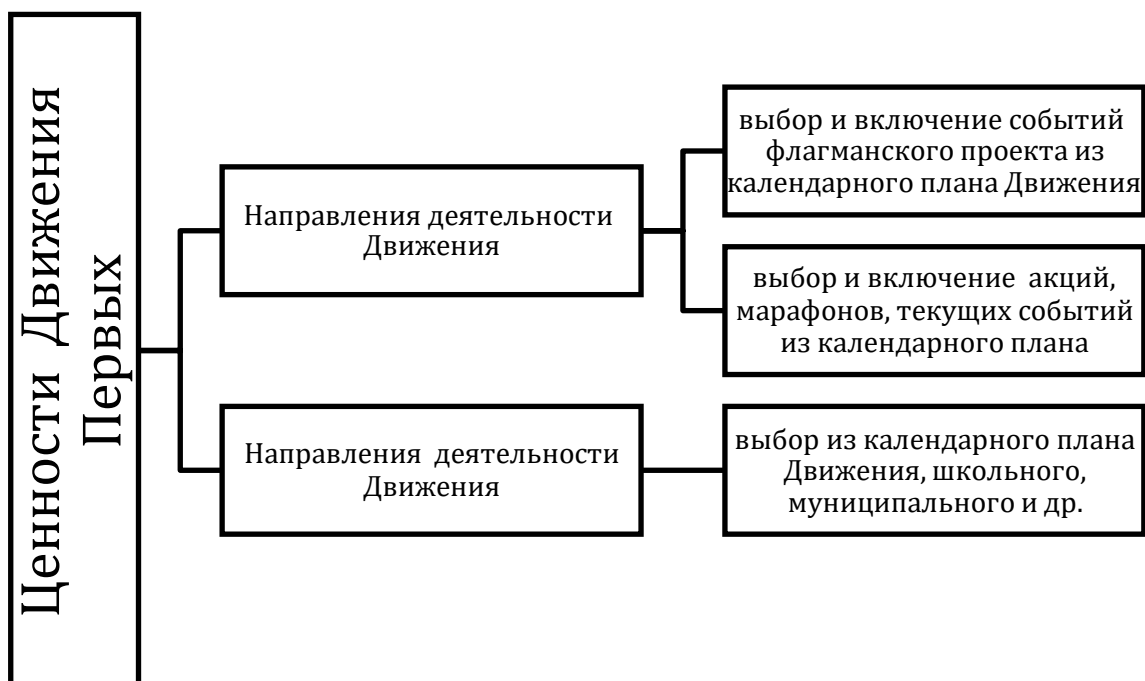 Ценности Движения
Первых
Направления деятельности
Движения
выбор и включение событий
флагманского проекта из
календарного плана Движения
выбор и включение акций,
марафонов, текущих событий
из календарного плана
Направления деятельности
Движения
выбор из календарного плана
Движения, школьного,
муниципального и др.